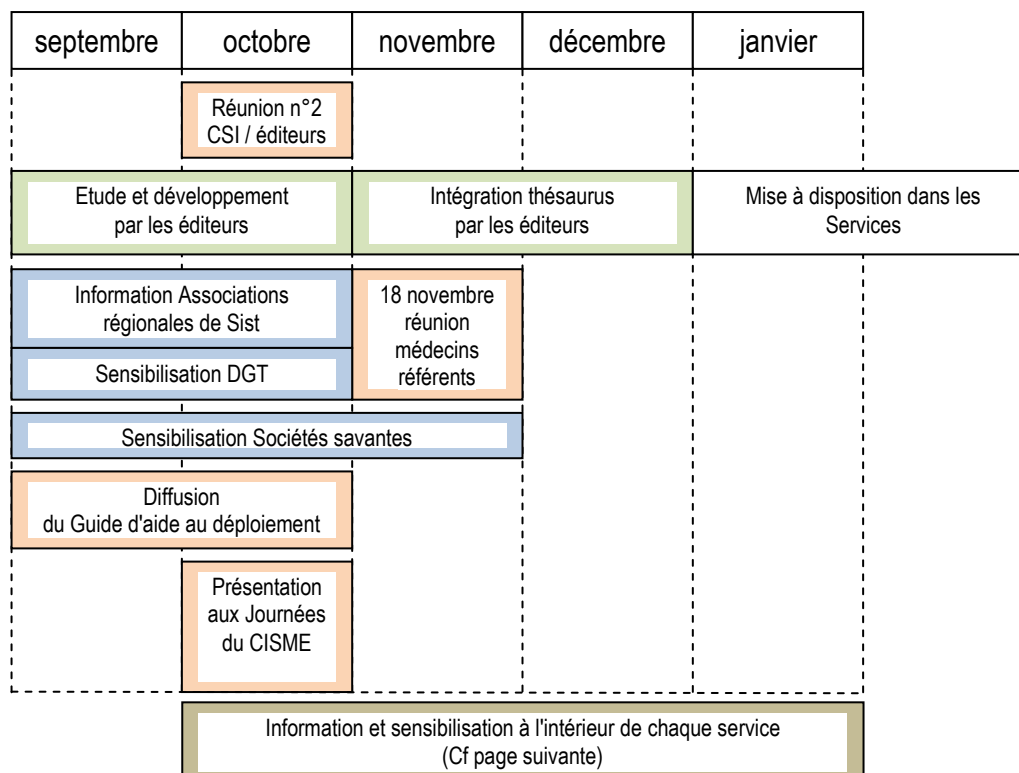 septembre octobre novembre décembre janvier
Réunion n°2
CSI / éditeurs
Etude et développement
par les éditeurs
Intégration thésaurus
par les éditeurs
Mise à disposition dans les
Services
Information Associations
régionales de Sist
18 novembre
réunion
médecins
référents
Sensibilisation DGT
Sensibilisation Sociétés savantes
Diffusion
du Guide d'aide au déploiement
Présentation
aux Journées
du CISME
Information et sensibilisation à l'intérieur de chaque service
(Cf page suivante)